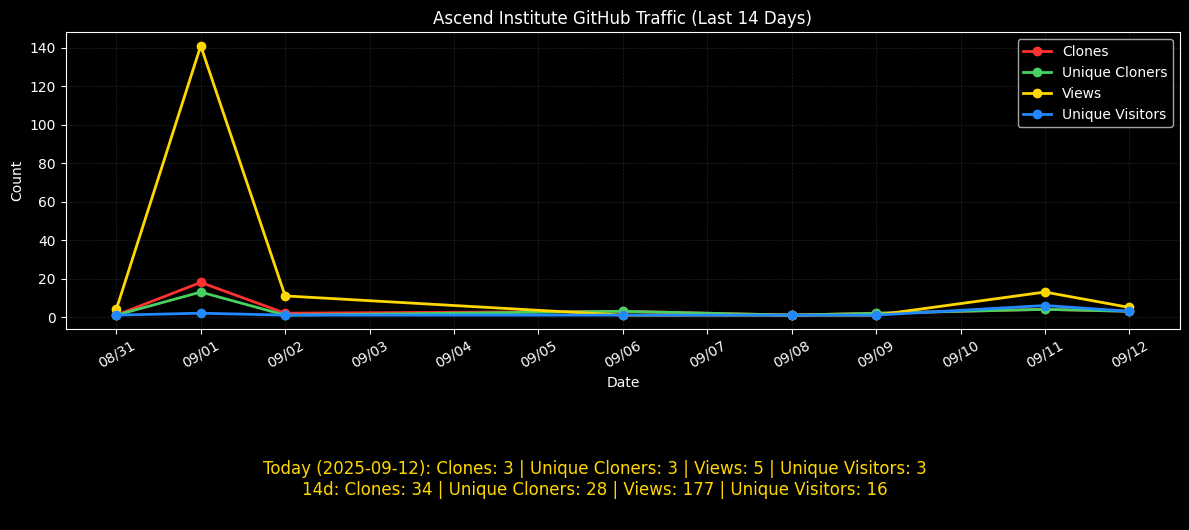 Ascend Institute GitHub Traffic (Last 14 Days)
Clones
Unique Cloners
Views
Unique Visitors
Count
140
120
100
80
60
40
20
0
08/31
09/01
09/02
09/03
09/04
09/05
09/06
09/07
09/08
09/09
09/10
09/11
09/12
Date
Today (2025-09-12): Clones: 3 | Unique Cloners: 3 | Views: 5 | Unique Visitors: 3
14d: Clones: 34 | Unique Cloners: 28 | Views: 177 | Unique Visitors: 16